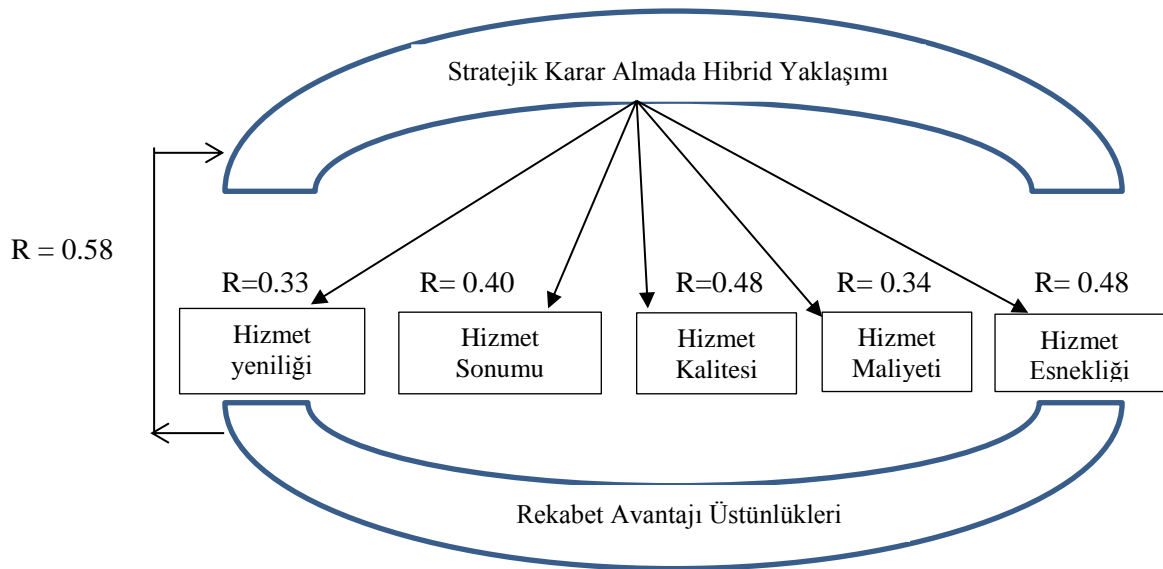 Stratejik Karar Almada Hibrid Yaklaşımı
R = 0.58
R=0.33
R= 0.40
R=0.48
R= 0.34
R= 0.48
Hizmet
yeniliği
Hizmet
Sonumu
Hizmet
Kalitesi
Hizmet
Maliyeti
Hizmet
Esnekliği
Rekabet Avantajı Üstünlükleri